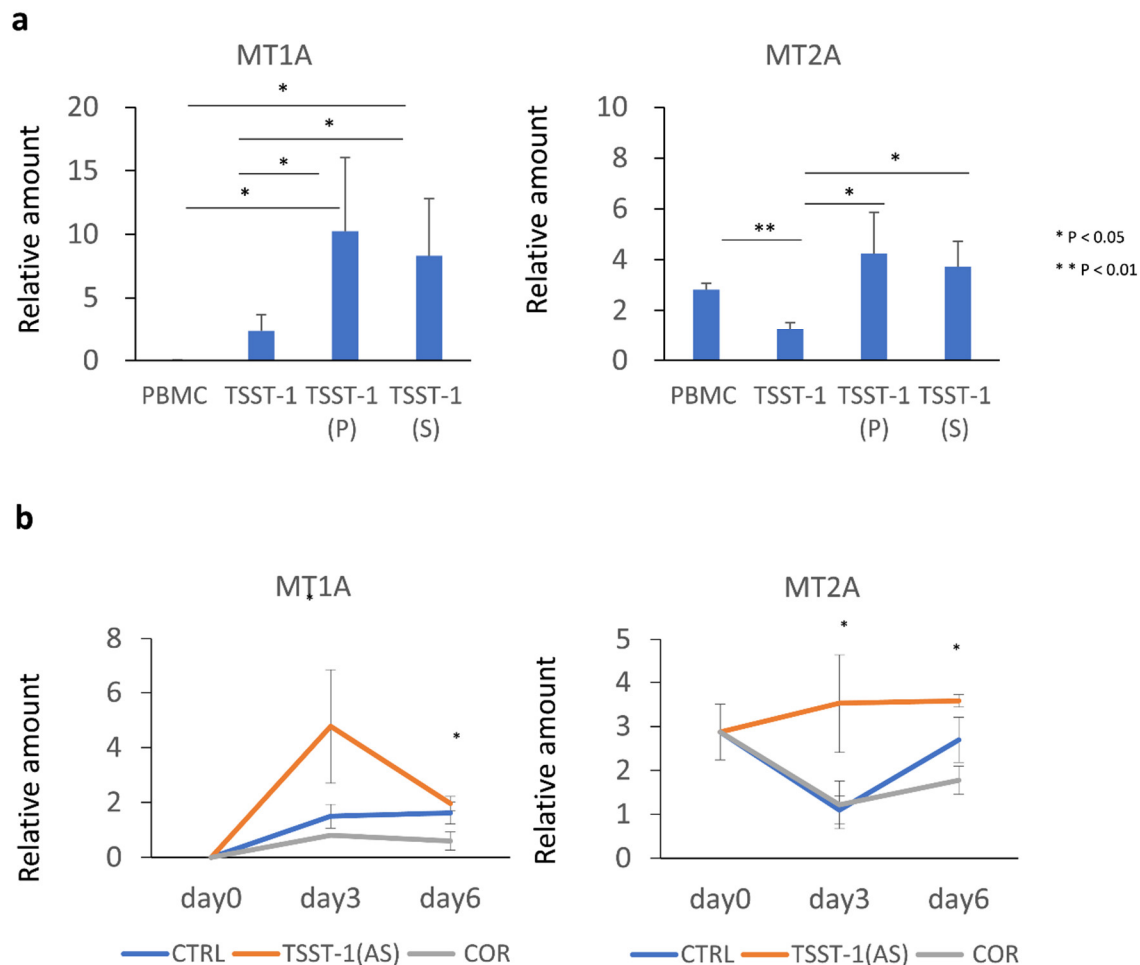 a
MT1A
Relative amount
20
15
10
5
0
*
*
*
*
PBMC TSST-1 TSST-1 TSST-1
(P) (S)
MT2A
Relative amount
10
8
6
4
2
0
*
*
**
PBMC TSST-1 TSST-1 TSST-1
(P) (S)
* P < 0.05
* * P < 0.01
b
MT1A
*
Relative amount
8
6
4
2
0
*
day0 day3 day6
CTRL TSST-1(AS) COR
MT2A
Relative amount
5
4
3
2
1
0
*
*
day0 day3 day6
CTRL TSST-1(AS) COR